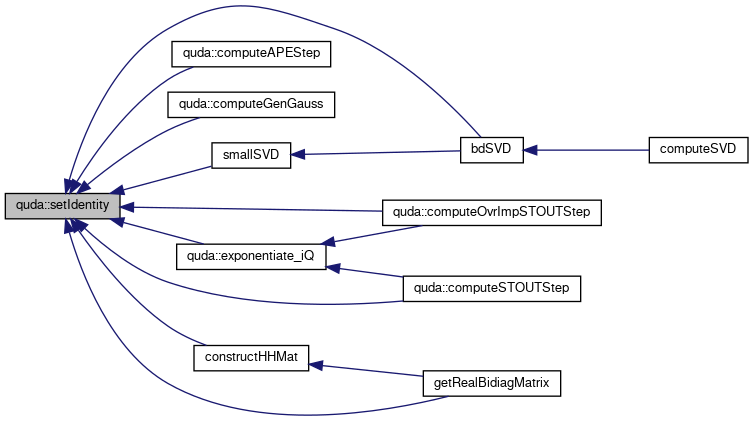 quda::computeAPEStep
quda::computeGenGauss
smallSVD
bdSVD
computeSVD
quda::setIdentity
quda::computeOvrImpSTOUTStep
quda::exponentiate_iQ
quda::computeSTOUTStep
constructHHMat
getRealBidiagMatrix